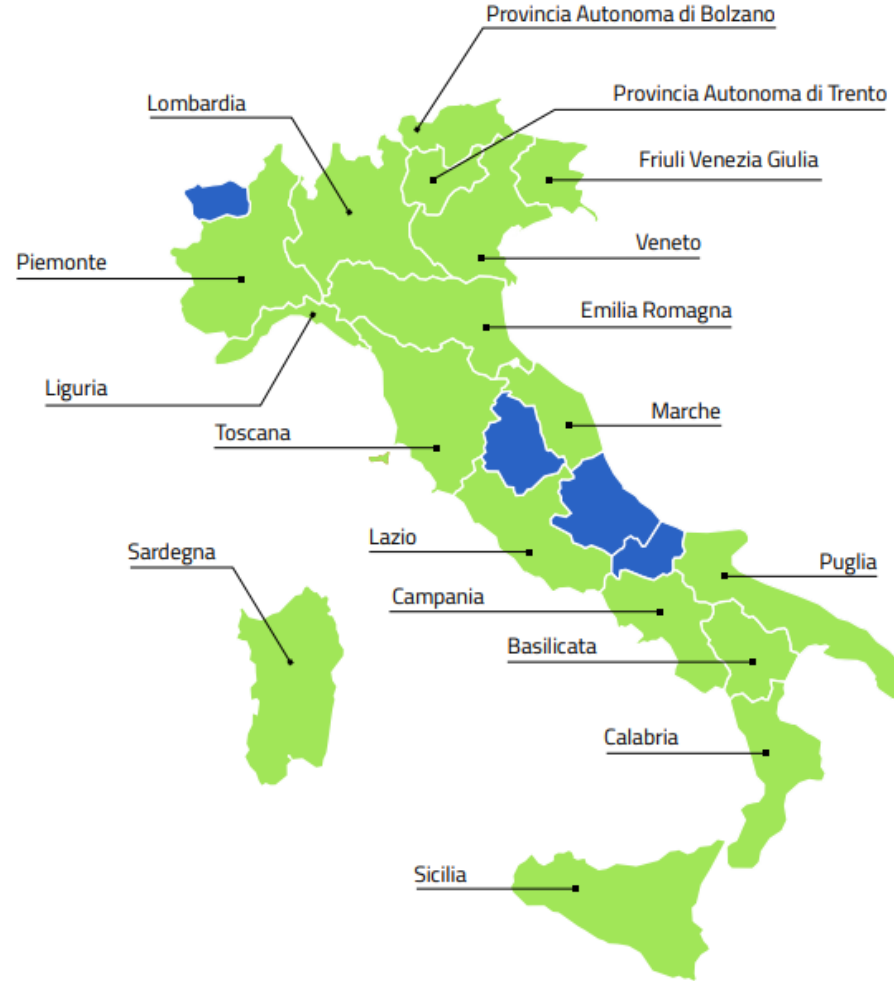 Provincia Autonoma di Bolzano
Provincia Autonoma di Trento
Lombardia
Friuli Venezia Giulia
Veneto
Piemonte
Emilia Romagna
Liguria
Marche
Toscana
Lazio
Sardegna
Puglia
Campania
Basilicata
Calabria
Sicilia